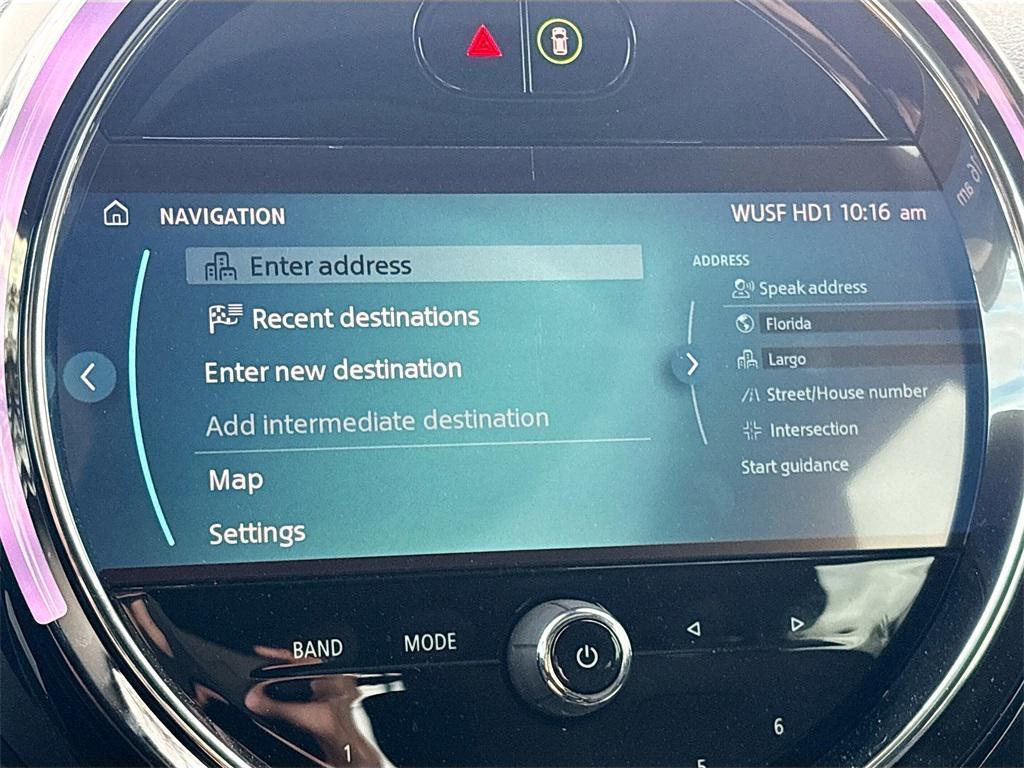 NAVIGATION
WUSF HD1 10:16 am
Enter address
Recent destinations
Enter new destination
Add intermediate destination
Map
Settings
ADDRESS
Speak address
Florida
Largo
Street/House number
Intersection
Start guidance
BAND
MODE
1
5
6